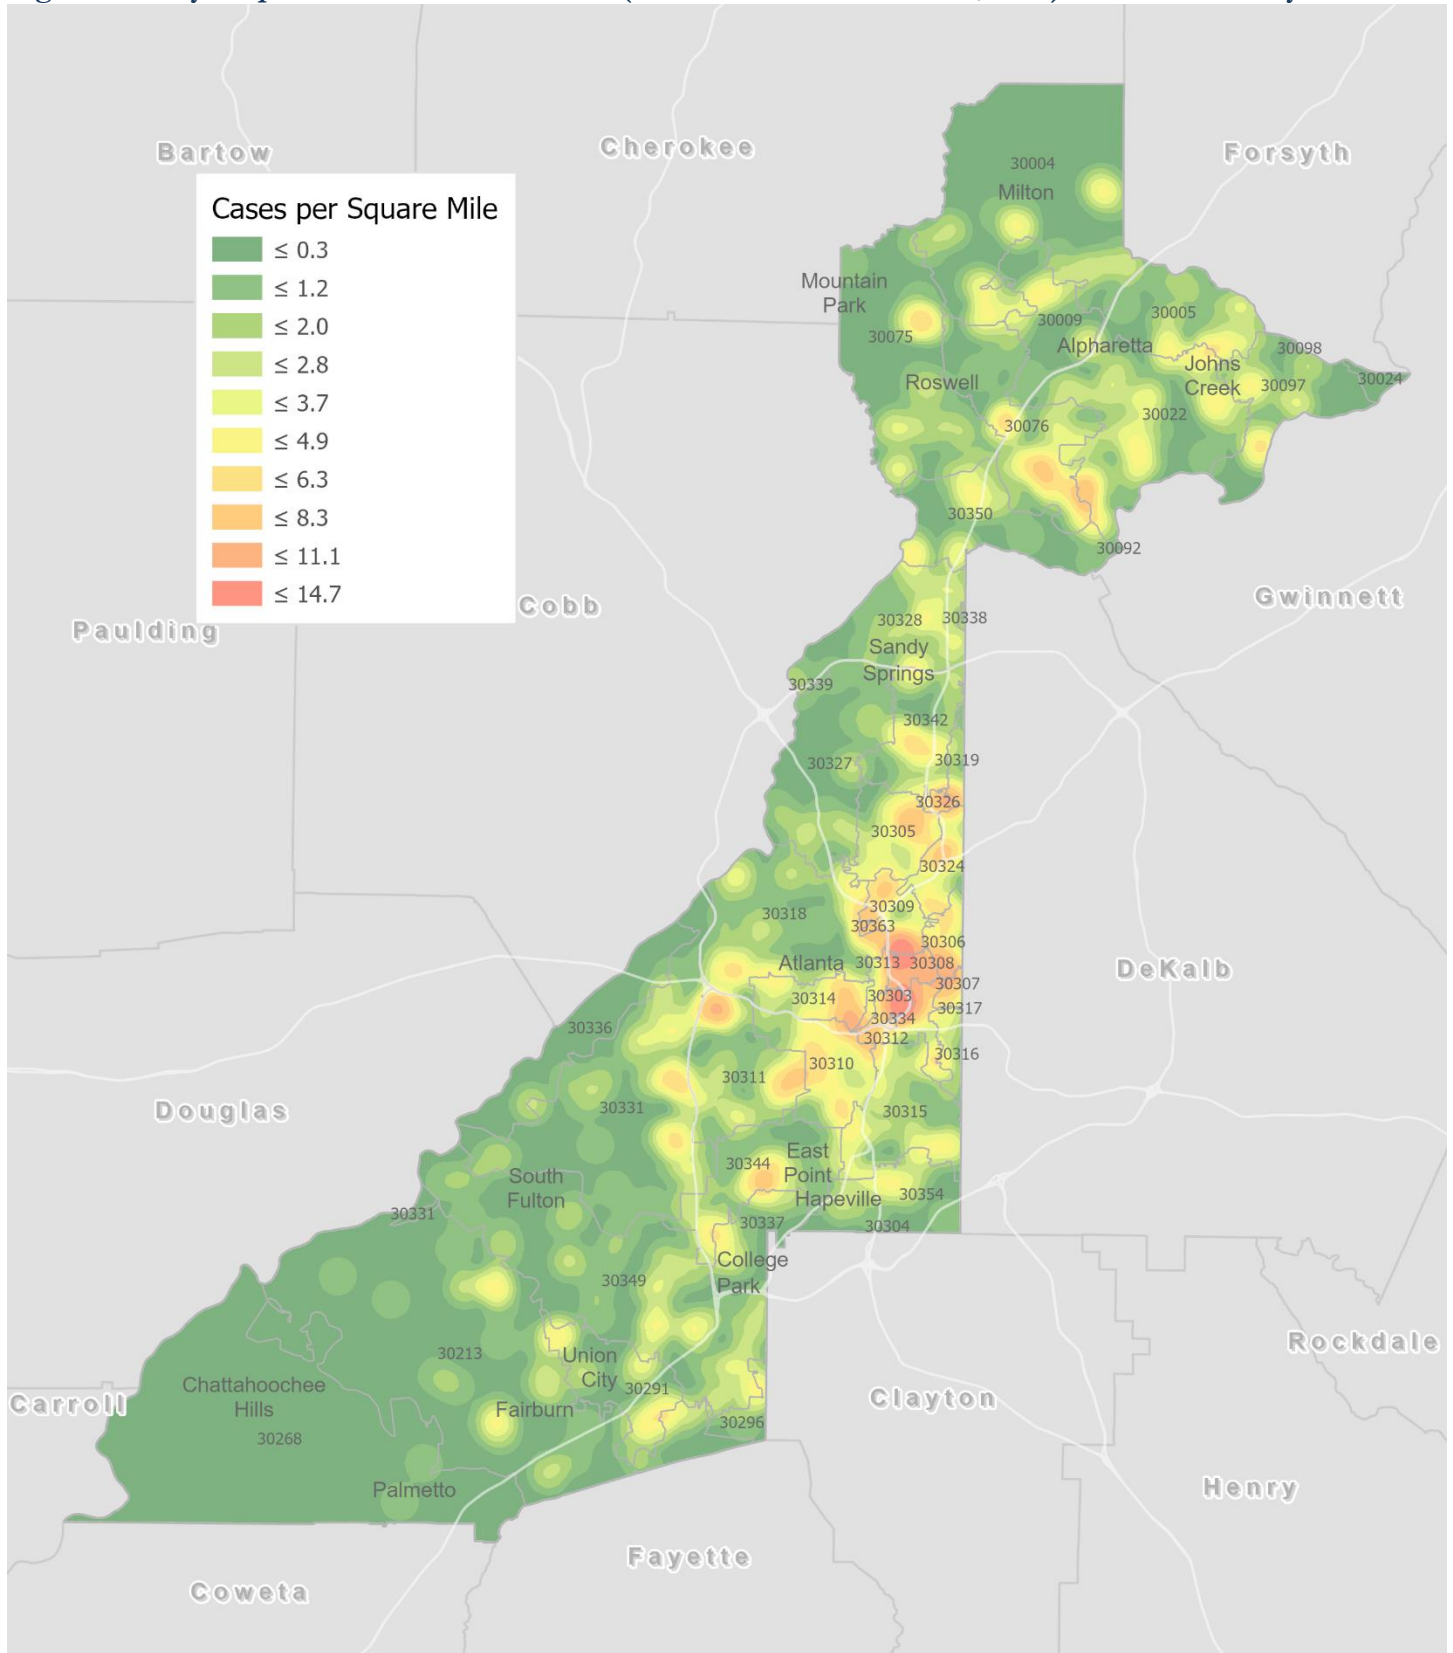 Bartow
Cherokee
Forsyth
30004
Milton
Cases per Square Mile
≤ 0.3
≤ 1.2
≤ 2.0
≤ 2.8
≤ 3.7
≤ 4.9
≤ 6.3
≤ 8.3
≤ 11.1
≤ 14.7
Mountain
Park
30075
30009
30005
Alpharetta
30098
Johns
Creek
30097
30024
Roswell
30076
30022
30350
30092
Paulding
Cobb
Gwinnett
30328
30338
Sandy
Springs
30339
30342
30327
30319
30326
30305
30324
30318
30309
30363
30306
Atlanta
30313
30308
DeKalb
30307
30314
30303
30317
30334
30336
30312
30316
30310
30311
Douglas
30331
30315
East
Point
30344
South
Fulton
Hapeville
30354
30331
30337
30304
College
Park
30349
Rockdale
30213
Union
City
Chattahoochee
Hills
30291
Carroll
Clayton
Fairburn
30296
30268
Palmetto
Henry
Fayette
Coweta